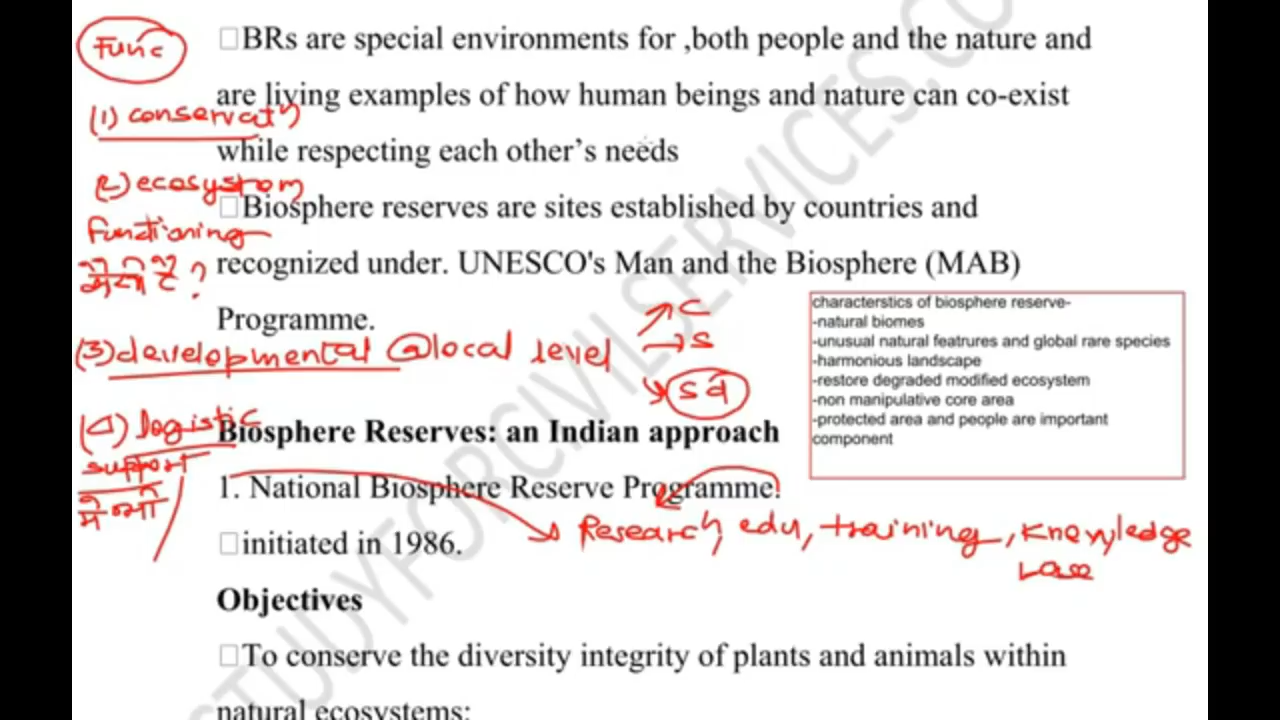 Func
BRs are special environments for ,both people and the nature and
are living examples of how human beings and nature can co-exist
(1) conservatn
while respecting each other's needs
(2) ecosystem
Biosphere reserves are sites established by countries and
functioning
recognized under. UNESCO's Man and the Biosphere (MAB)
Programme.
characterstics of biosphere reserve-
-natural biomes
-unusual natural featrures and global rare species
-harmonious landscape
-restore degraded modified ecosystem
-non manipulative core area
-protected area and people are important
component
C
S
SD
(3) developmental @local level
(4) logistic
support
Biosphere Reserves: an Indian approach
1. National Biosphere Reserve Programme:
Research, edu, training, knowledge
initiated in 1986.
Objectives
To conserve the diversity integrity of plants and animals within
natural ecosystems;
STUDYFORCIVILSERVICES.CO